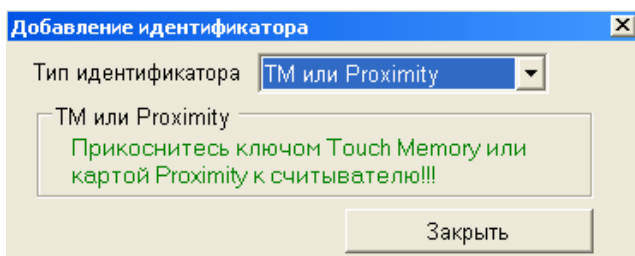 Добавление идентификатора
Тип идентификатора ТМ или Proximity
ТМ или Proximity
Прикоснитесь ключом Touch Memory или
картой Proximity к считывателю!!!
Закрыть